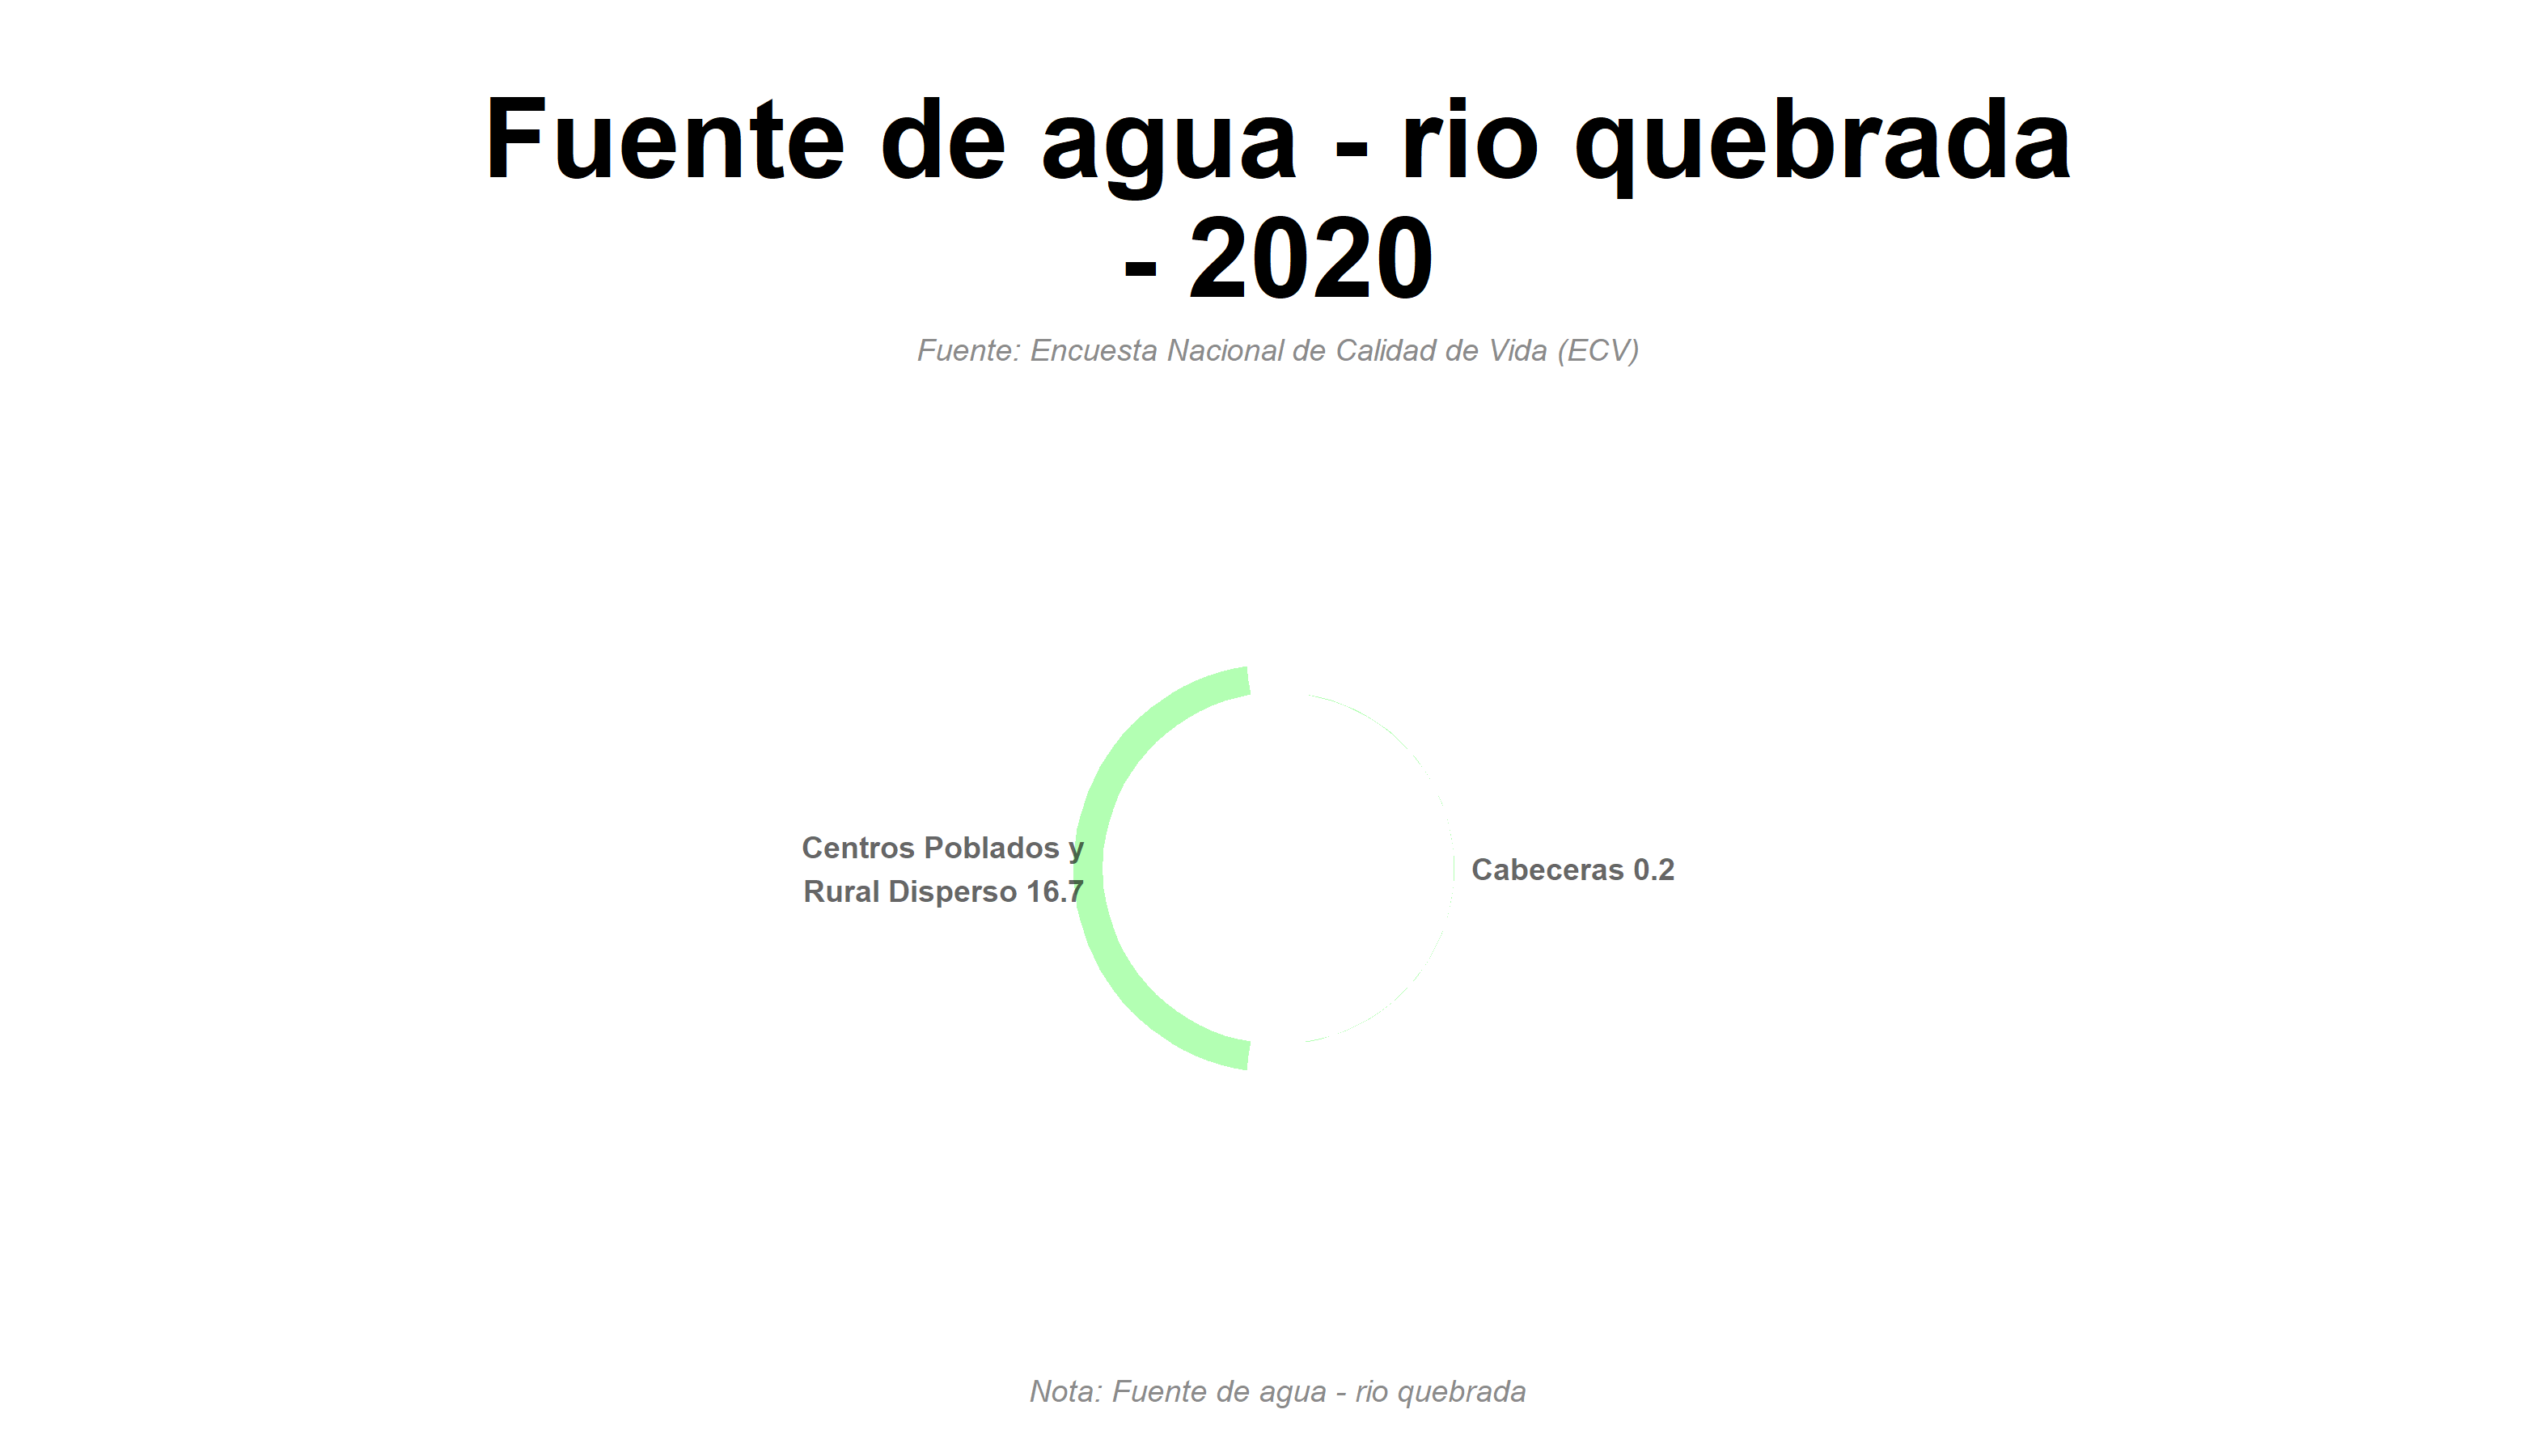 Fuente de agua - rio quebrada
- 2020
Fuente: Encuesta Nacional de Calidad de Vida (ECV)
Centros Poblados y
Rural Disperso 16.7
Cabeceras 0.2
Nota: Fuente de agua - rio quebrada